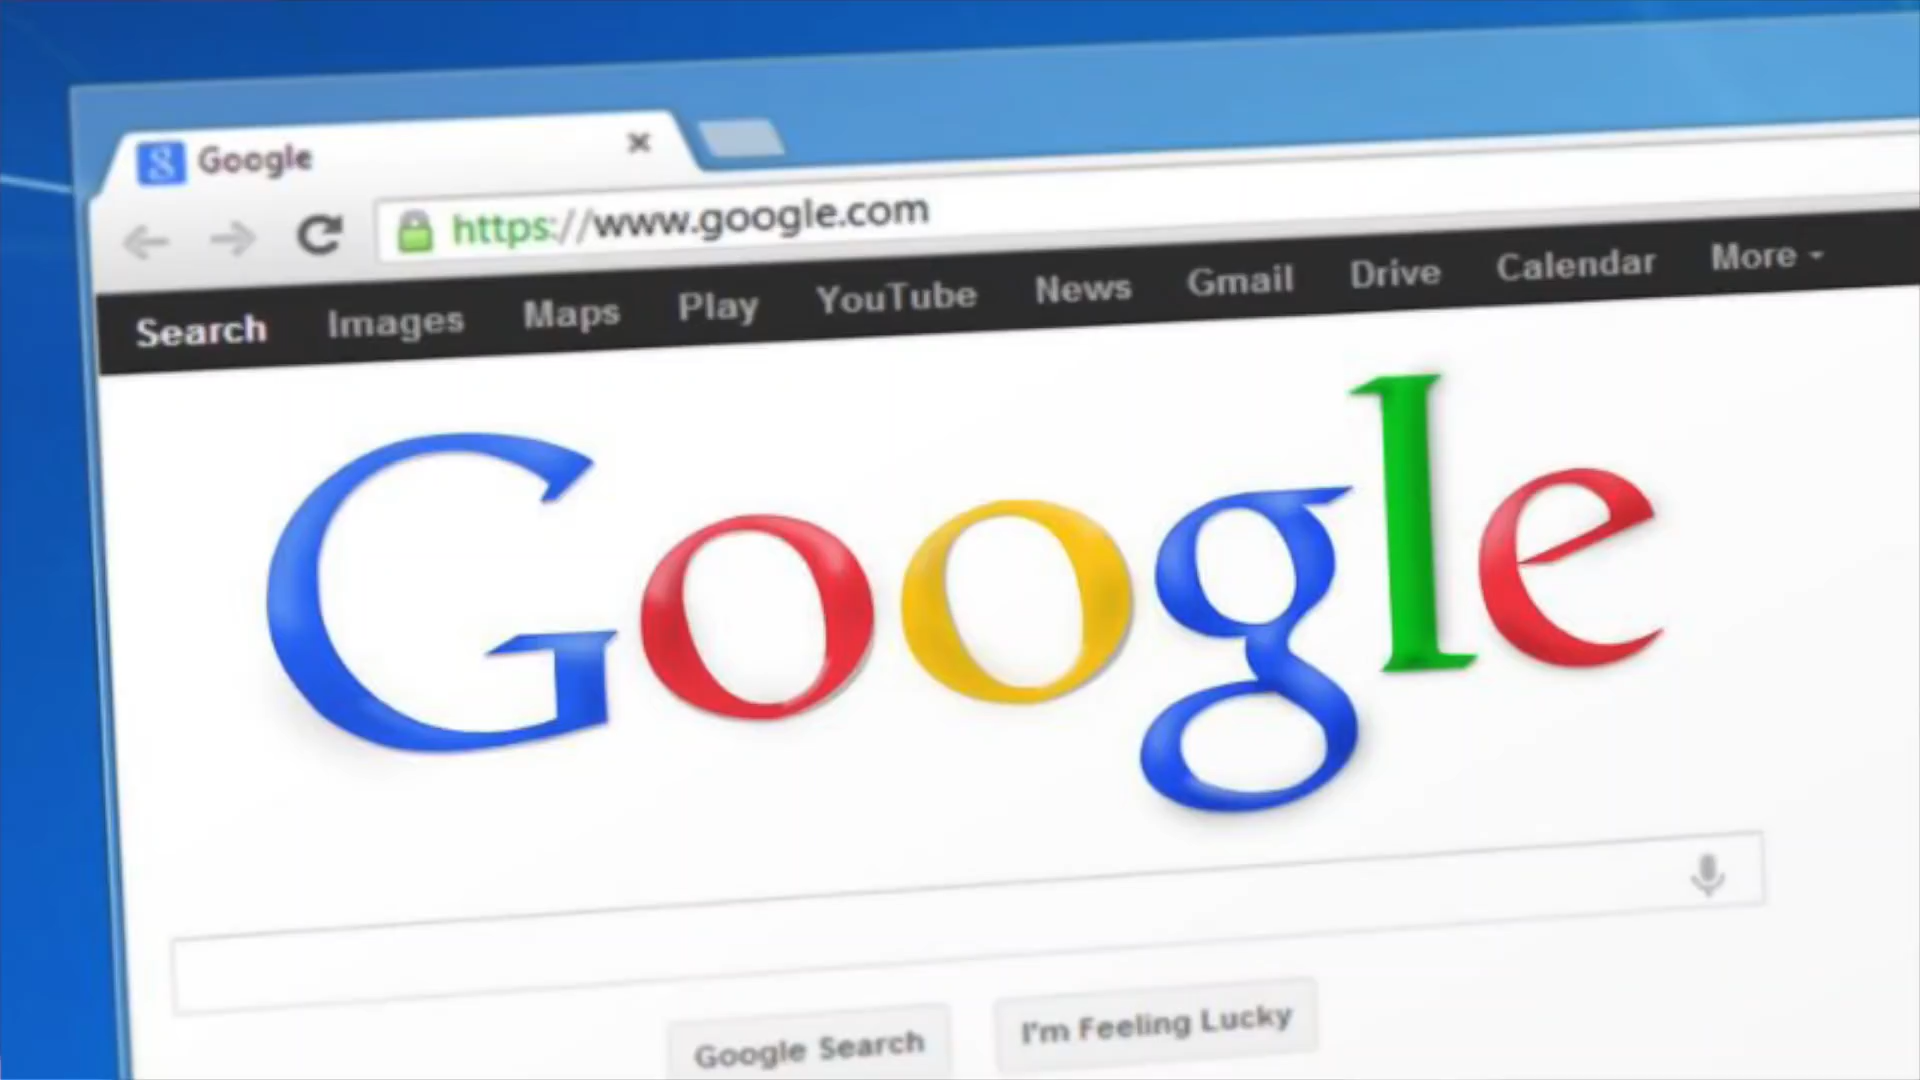 Google
https://www.google.com
Search Images Maps Play YouTube News Gmail Drive Calendar More
Google
Google Search I'm Feeling Lucky